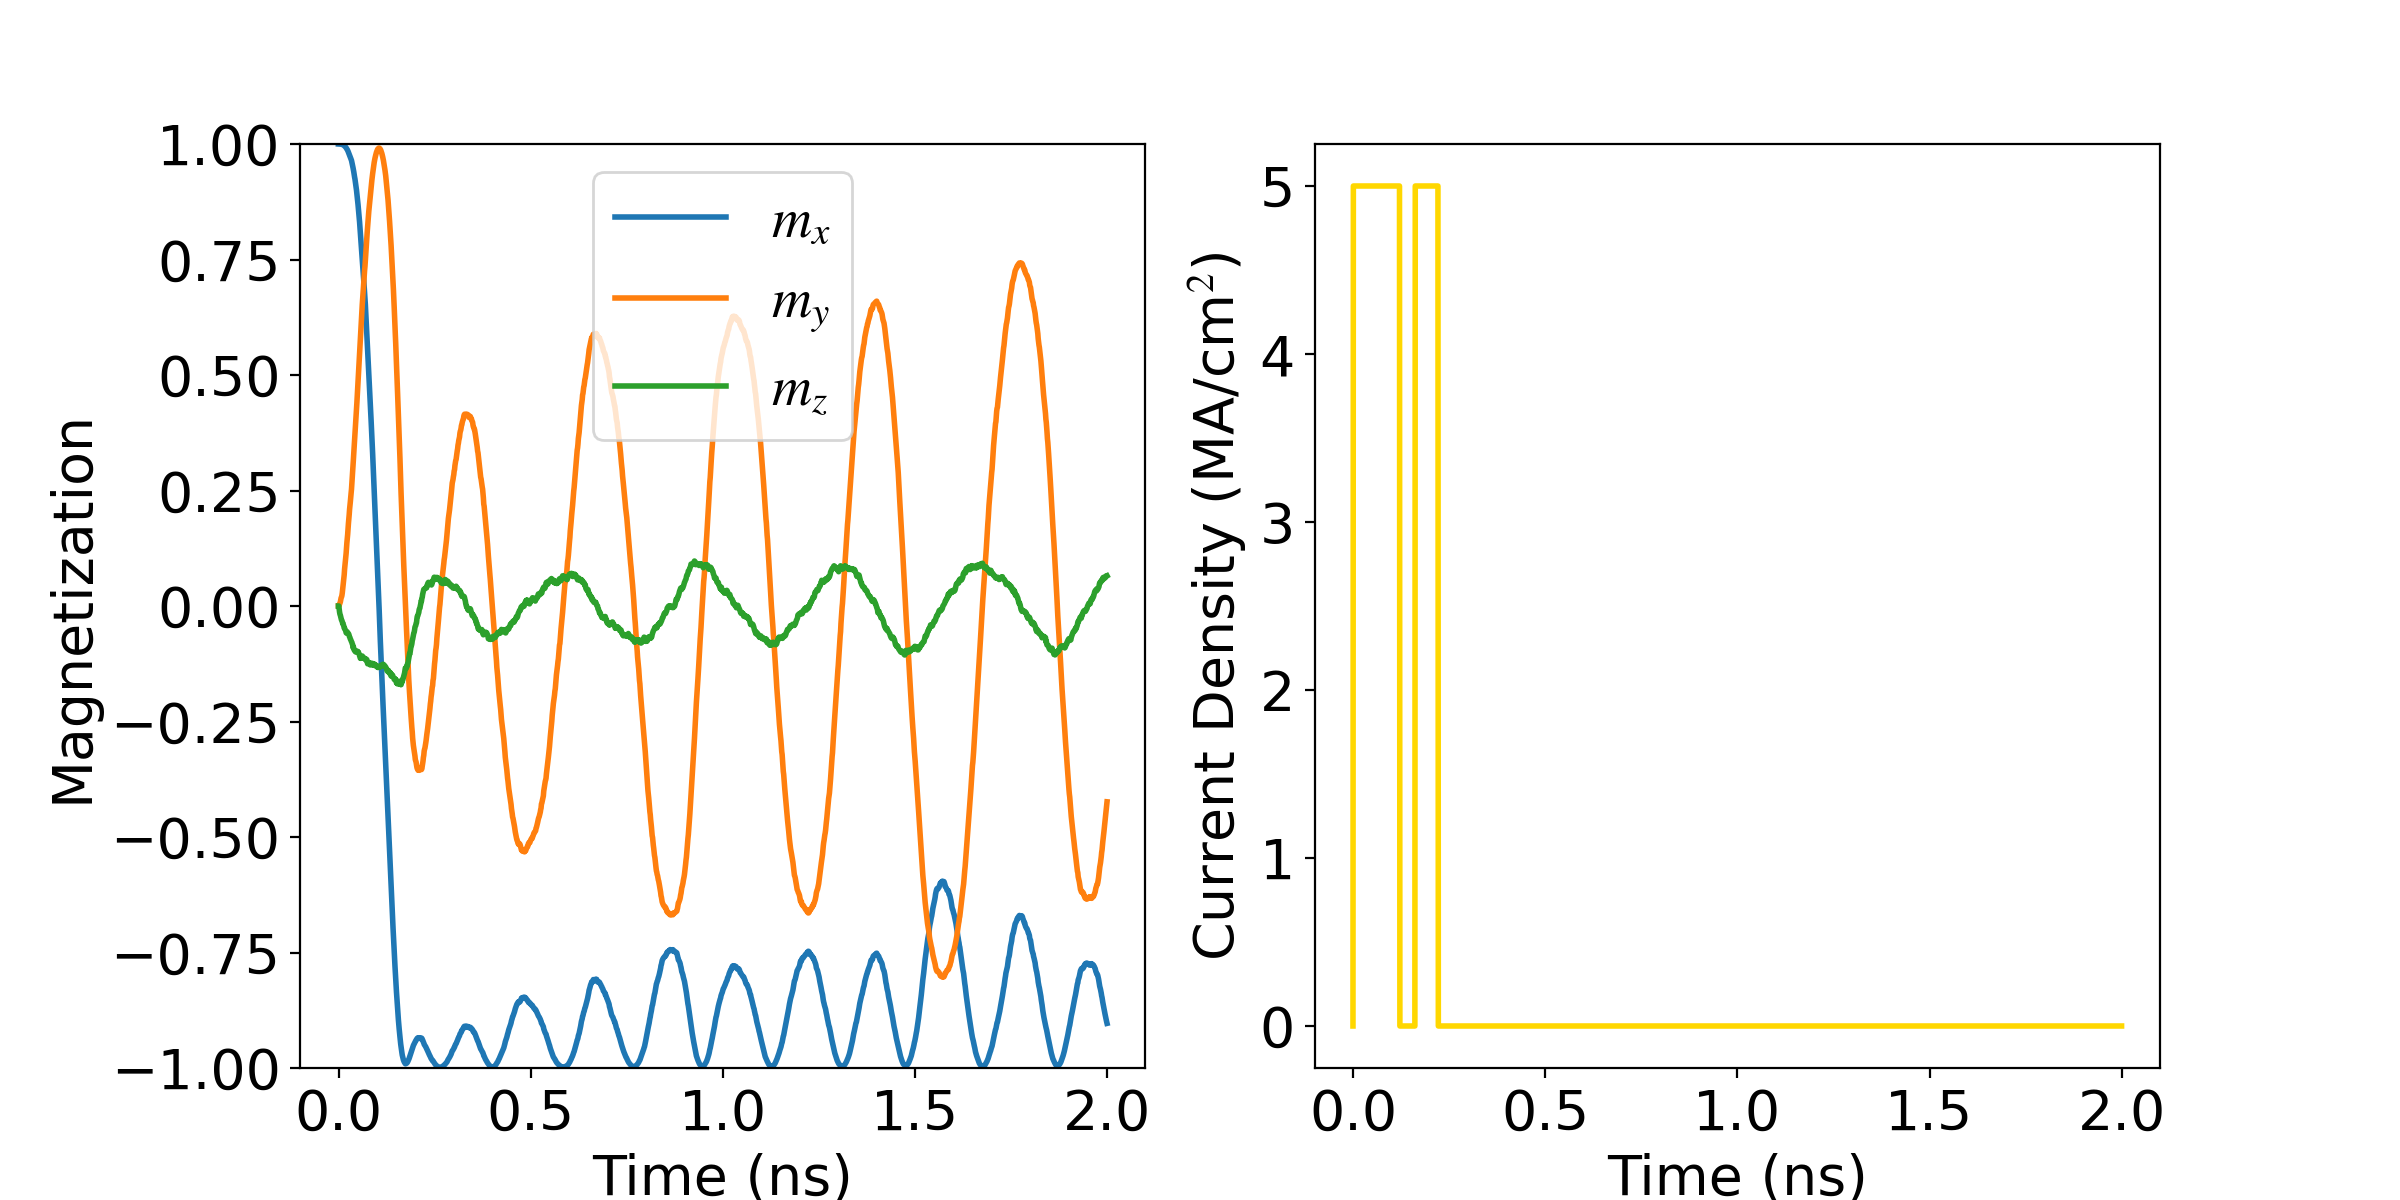 1.00
0.75
0.50
0.25
0.00
−0.25
−0.50
−0.75
−1.00
Magnetization
0.0 0.5 1.0 1.5 2.0
Time (ns)
m_x
m_y
m_z
5
4
3
2
1
0
Current Density (MA/cm²)
0.0 0.5 1.0 1.5 2.0
Time (ns)